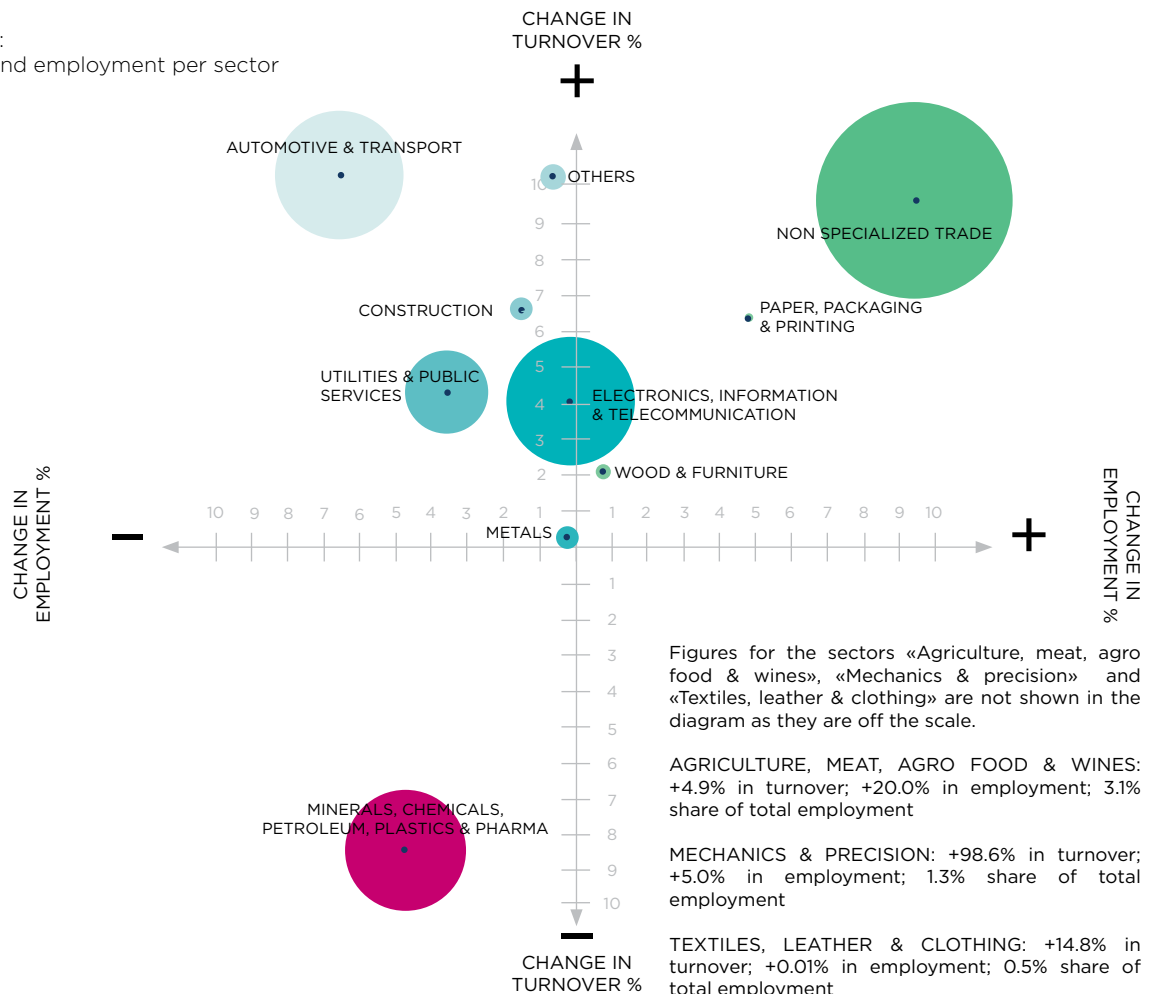 CHANGE IN
TURNOVER %
:
nd employment per sector
+
AUTOMOTIVE & TRANSPORT
OTHERS
10
9
8
7
6
5
4
3
2
1
NON SPECIALIZED TRADE
CONSTRUCTION
PAPER, PACKAGING
& PRINTING
UTILITIES & PUBLIC
SERVICES
ELECTRONICS, INFORMATION
& TELECOMMUNICATION
WOOD & FURNITURE
METALS
CHANGE IN
EMPLOYMENT %
−
10 9 8 7 6 5 4 3 2 1
1 2 3 4 5 6 7 8 9 10
+
CHANGE IN
EMPLOYMENT %
1
2
3
4
5
6
7
8
9
10
MINERALS, CHEMICALS,
PETROLEUM, PLASTICS & PHARMA
−
CHANGE IN
TURNOVER %
Figures for the sectors «Agriculture, meat, agro
food & wines», «Mechanics & precision» and
«Textiles, leather & clothing» are not shown in the
diagram as they are off the scale.
AGRICULTURE, MEAT, AGRO FOOD & WINES:
+4.9% in turnover; +20.0% in employment; 3.1%
share of total employment
MECHANICS & PRECISION: +98.6% in turnover;
+5.0% in employment; 1.3% share of total
employment
TEXTILES, LEATHER & CLOTHING: +14.8% in
turnover; +0.01% in employment; 0.5% share of
total employment